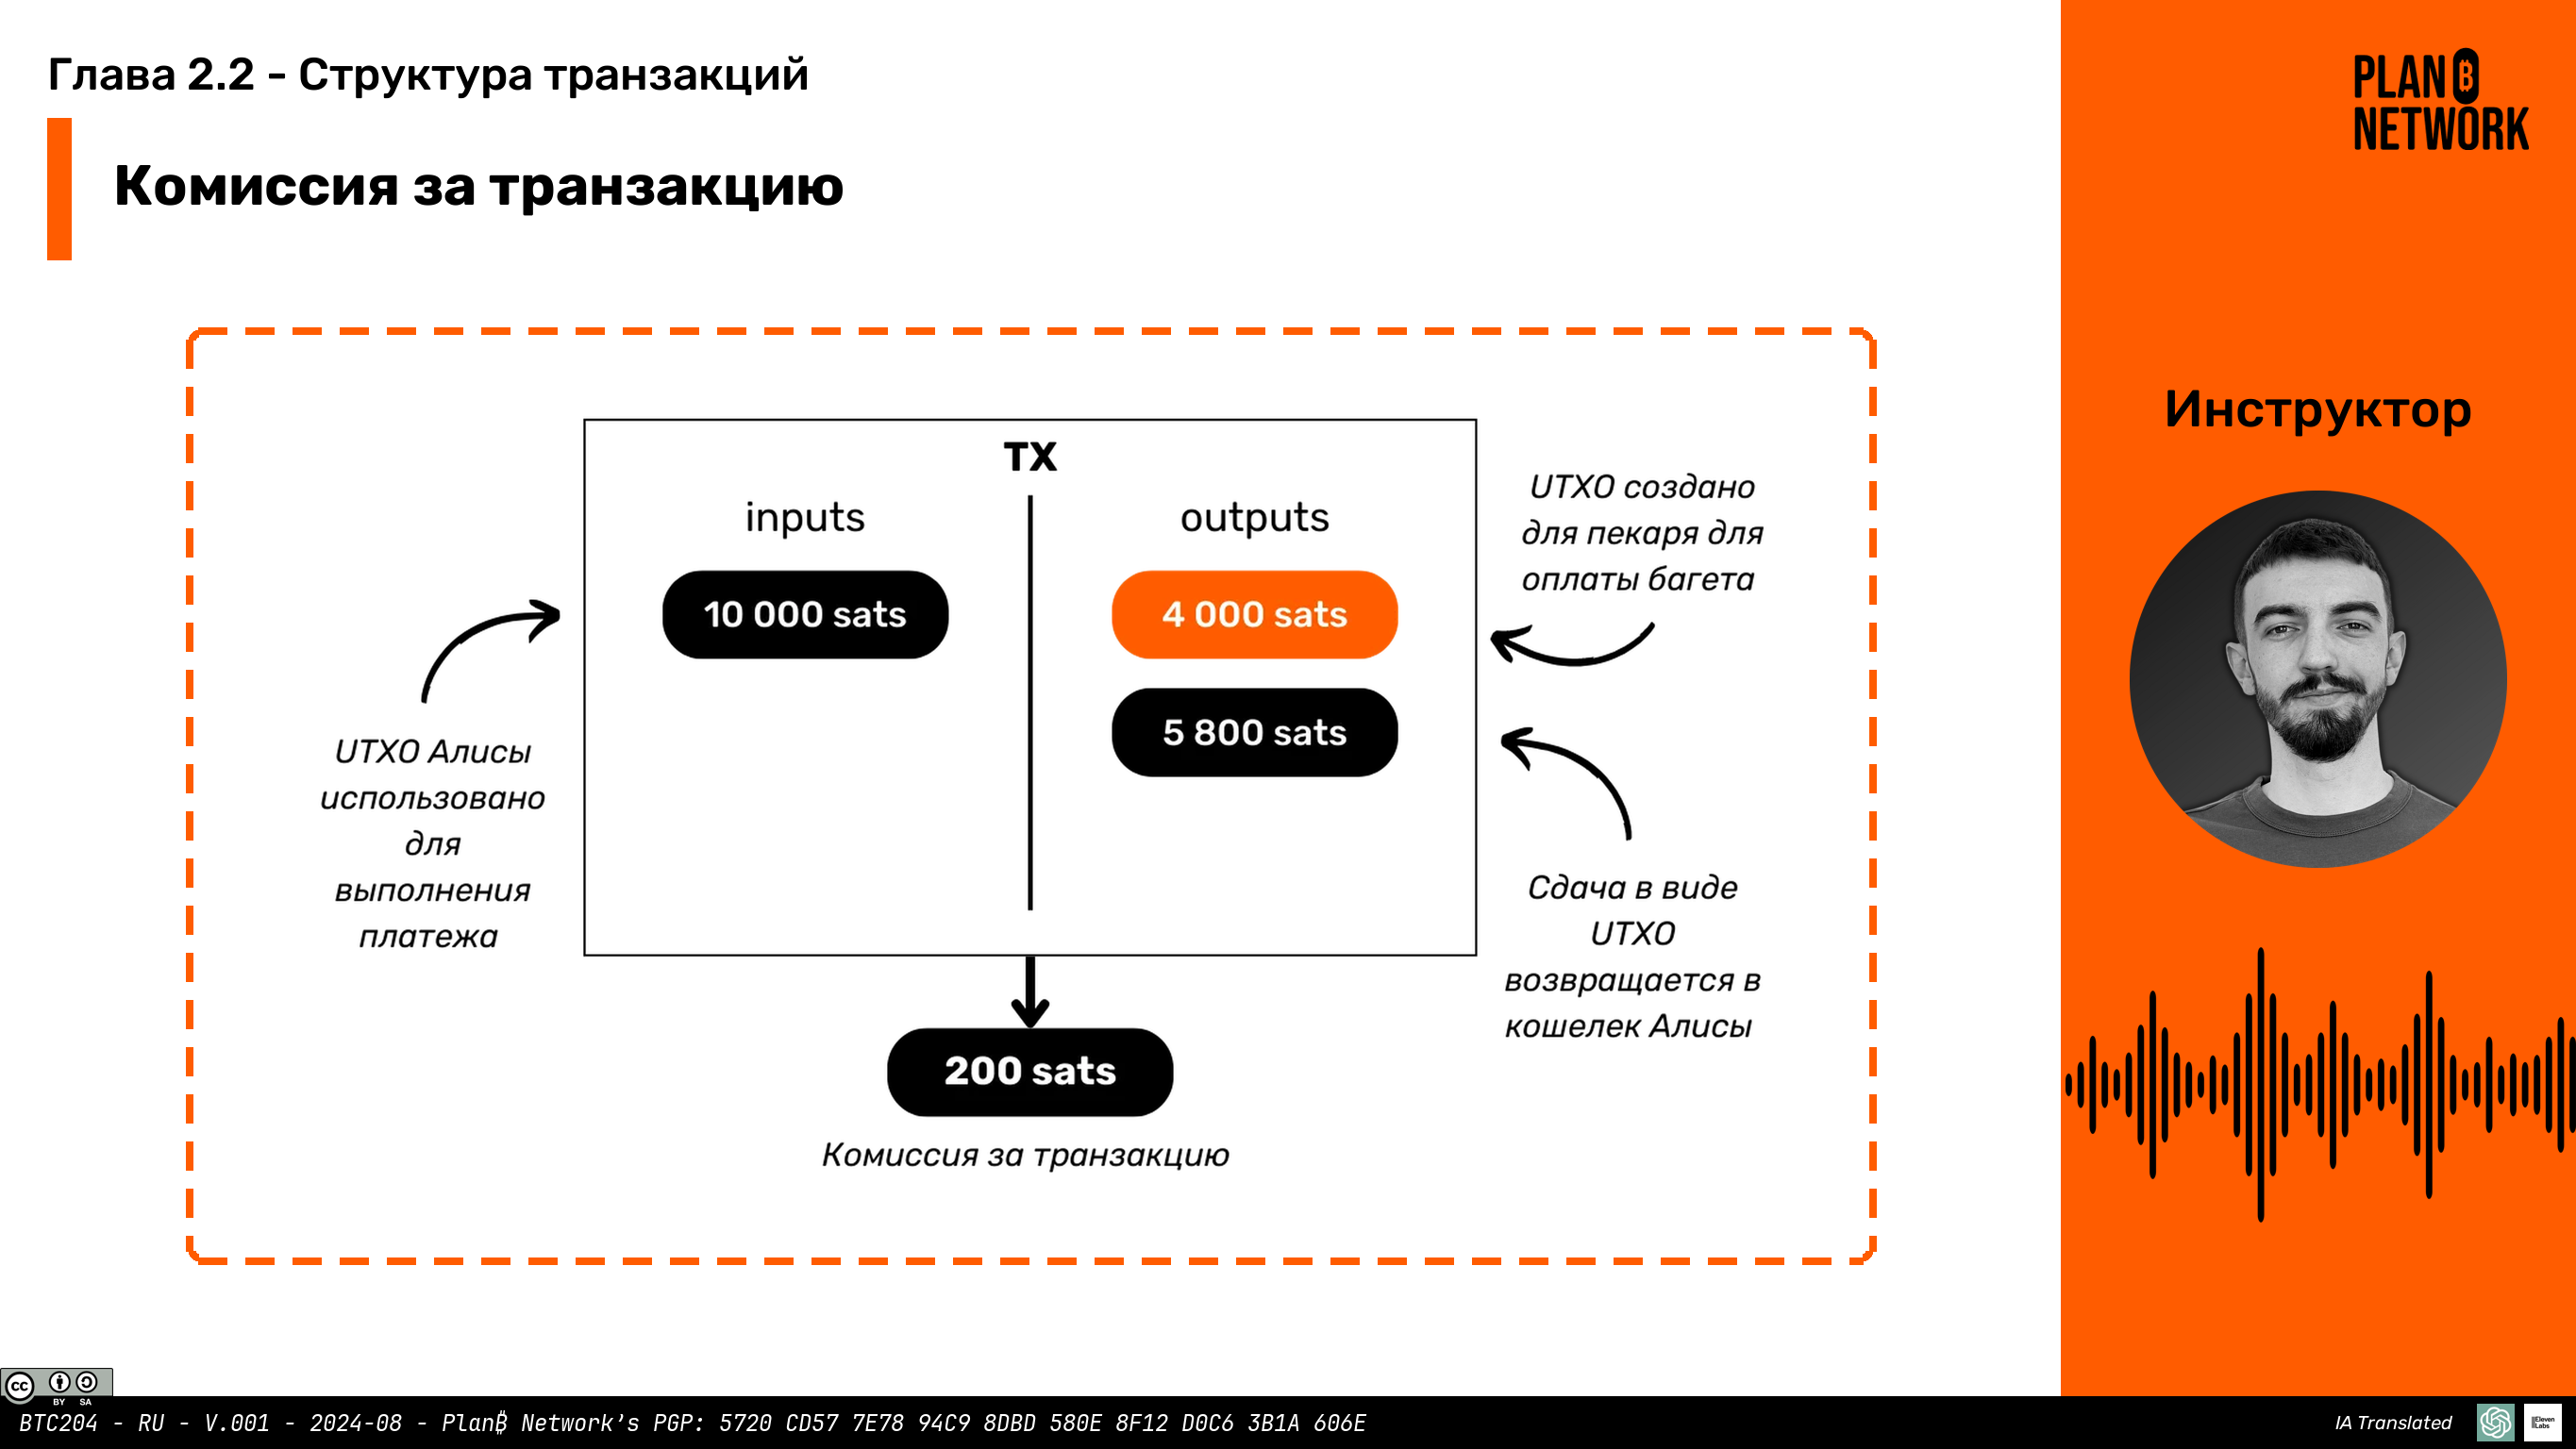 Глава 2.2 - Структура транзакций
Комиссия за транзакцию
PLAN ₿
NETWORK
Инструктор
TX
inputs
outputs
10 000 sats
4 000 sats
5 800 sats
UTXO Алисы
использовано
для
выполнения
платежа
UTXO создано
для пекаря для
оплаты багета
Сдача в виде
UTXO
возвращается в
кошелек Алисы
200 sats
Комиссия за транзакцию
cc
BY SA
BTC204 - RU - V.001 - 2024-08 - Plan₿ Network's PGP: 5720 CD57 7E78 94C9 8DBD 580E 8F12 D0C6 3B1A 606E
IA Translated
ElevenLabs